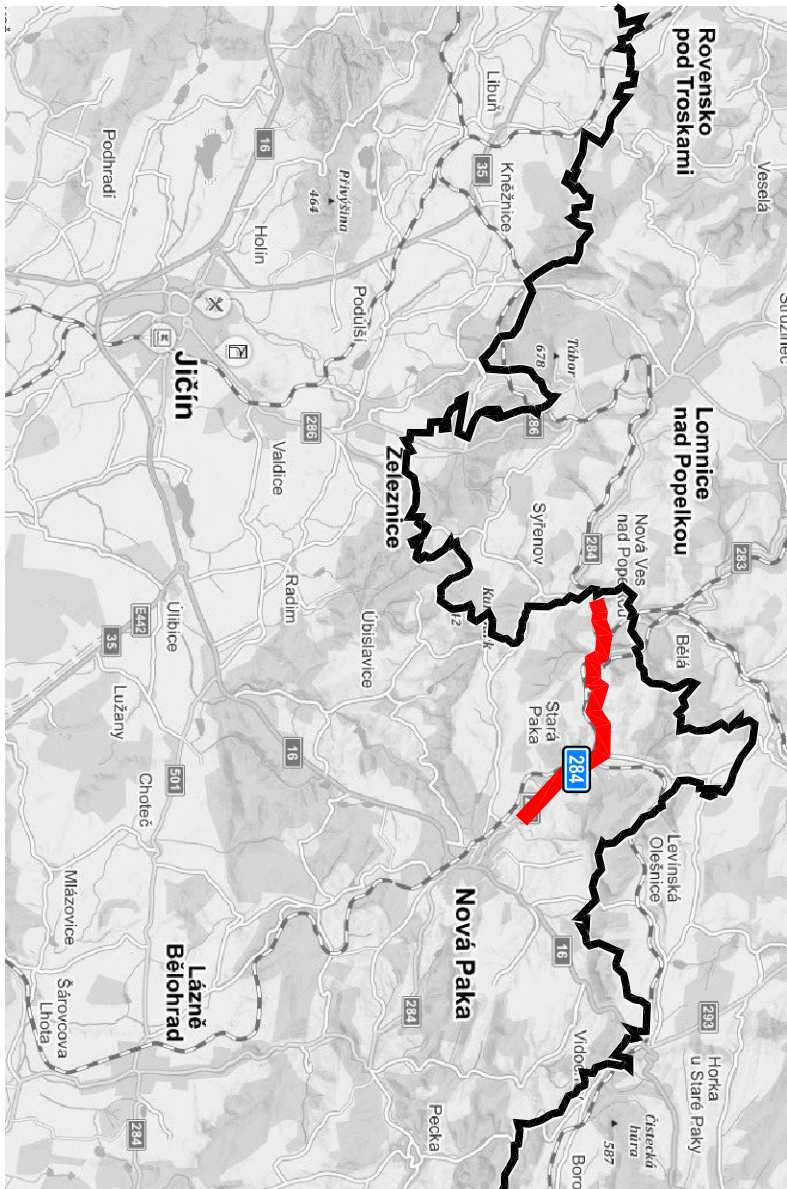 Rovensko
pod Troskami
Veselá
Lomnice
nad Popelkou
283
Bělá
Nová Ves
nad Popelkou
284
Tábor
678
286
Syřenov
Stará
Paka
284
Levínská
Olešnice
293
Horka
u Staré Paky
Čistecká
hůra
587
16
Libuň
35
Kněžnice
Železnice
Nová Paka
284
Pecka
Přivýšina
464
Podůlší
286
Valdice
Radim
Úbislavice
16
16
Holín
Jičín
Podhradí
Úlibice
E442
35
Lužany
Choteč
501
Lázně
Bělohrad
Mlázovice
Šárovcova
Lhota
284